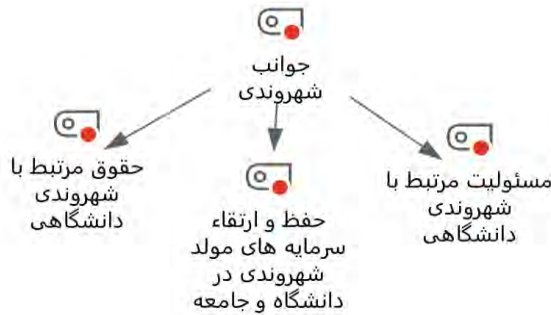 جوانب
شهروندی
مسئولیت مرتبط با
شهروندی
دانشگاهی
حفظ و ارتقاء
سرمایه های مولد
شهروندی در
دانشگاه و جامعه
حقوق مرتبط با
شهروندی
دانشگاهی